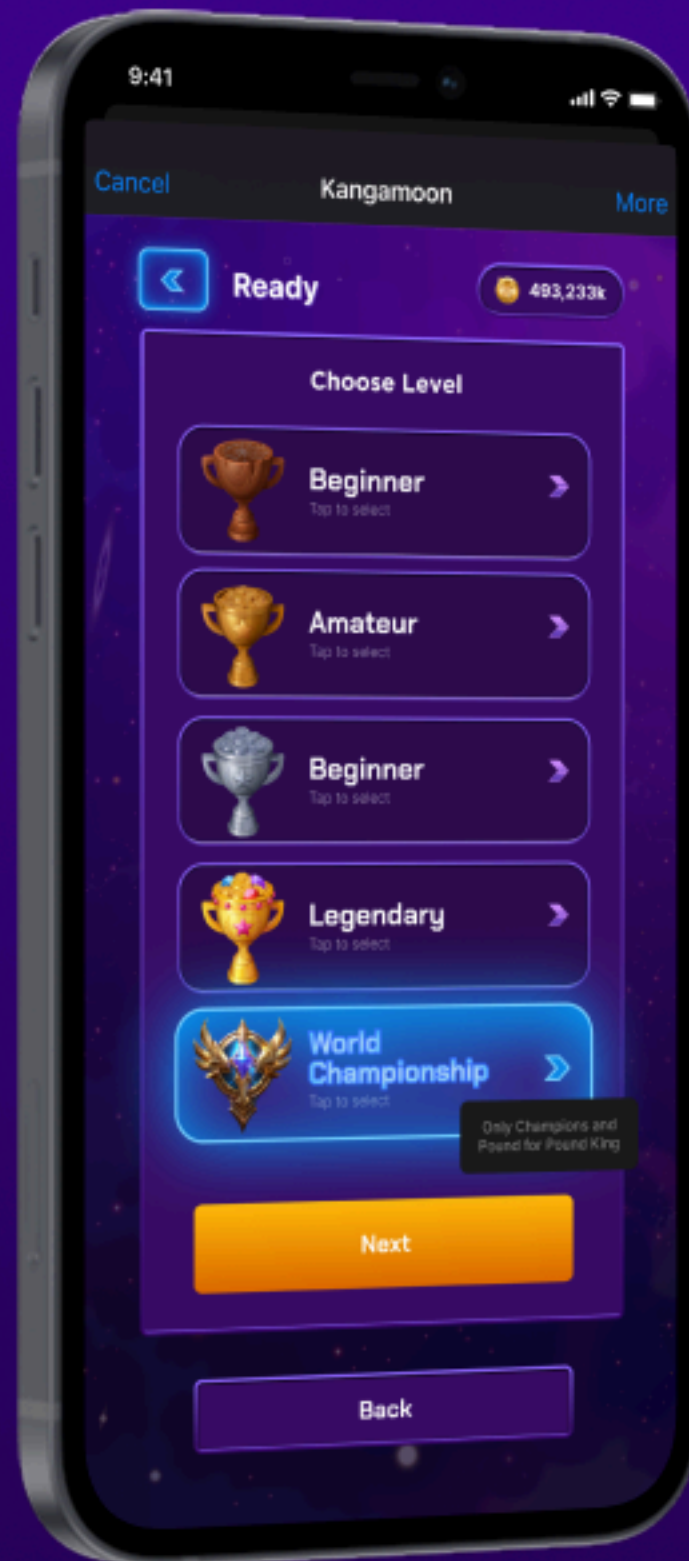 9:41
Cancel
Kangamoon
More
Ready
493,233k
Choose Level
Beginner
Tap to select
Amateur
Tap to select
Beginner
Tap to select
Legendary
Tap to select
World
Championship
Tap to select
Only Champions and
Pound for Pound King
Next
Back